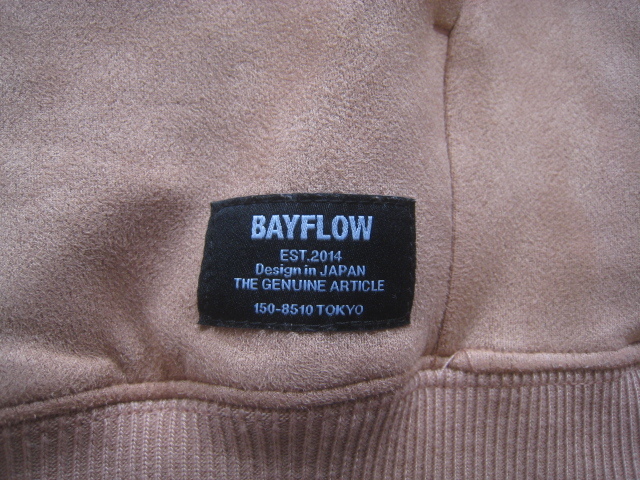 BAYFLOW
EST.2014
Design in JAPAN
THE GENUINE ARTICLE
150-8510 TOKYO